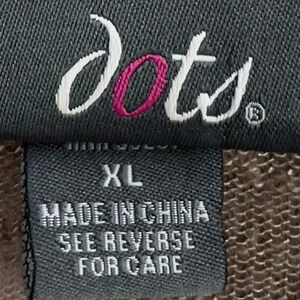 dots®
XL
MADE IN CHINA
SEE REVERSE
FOR CARE